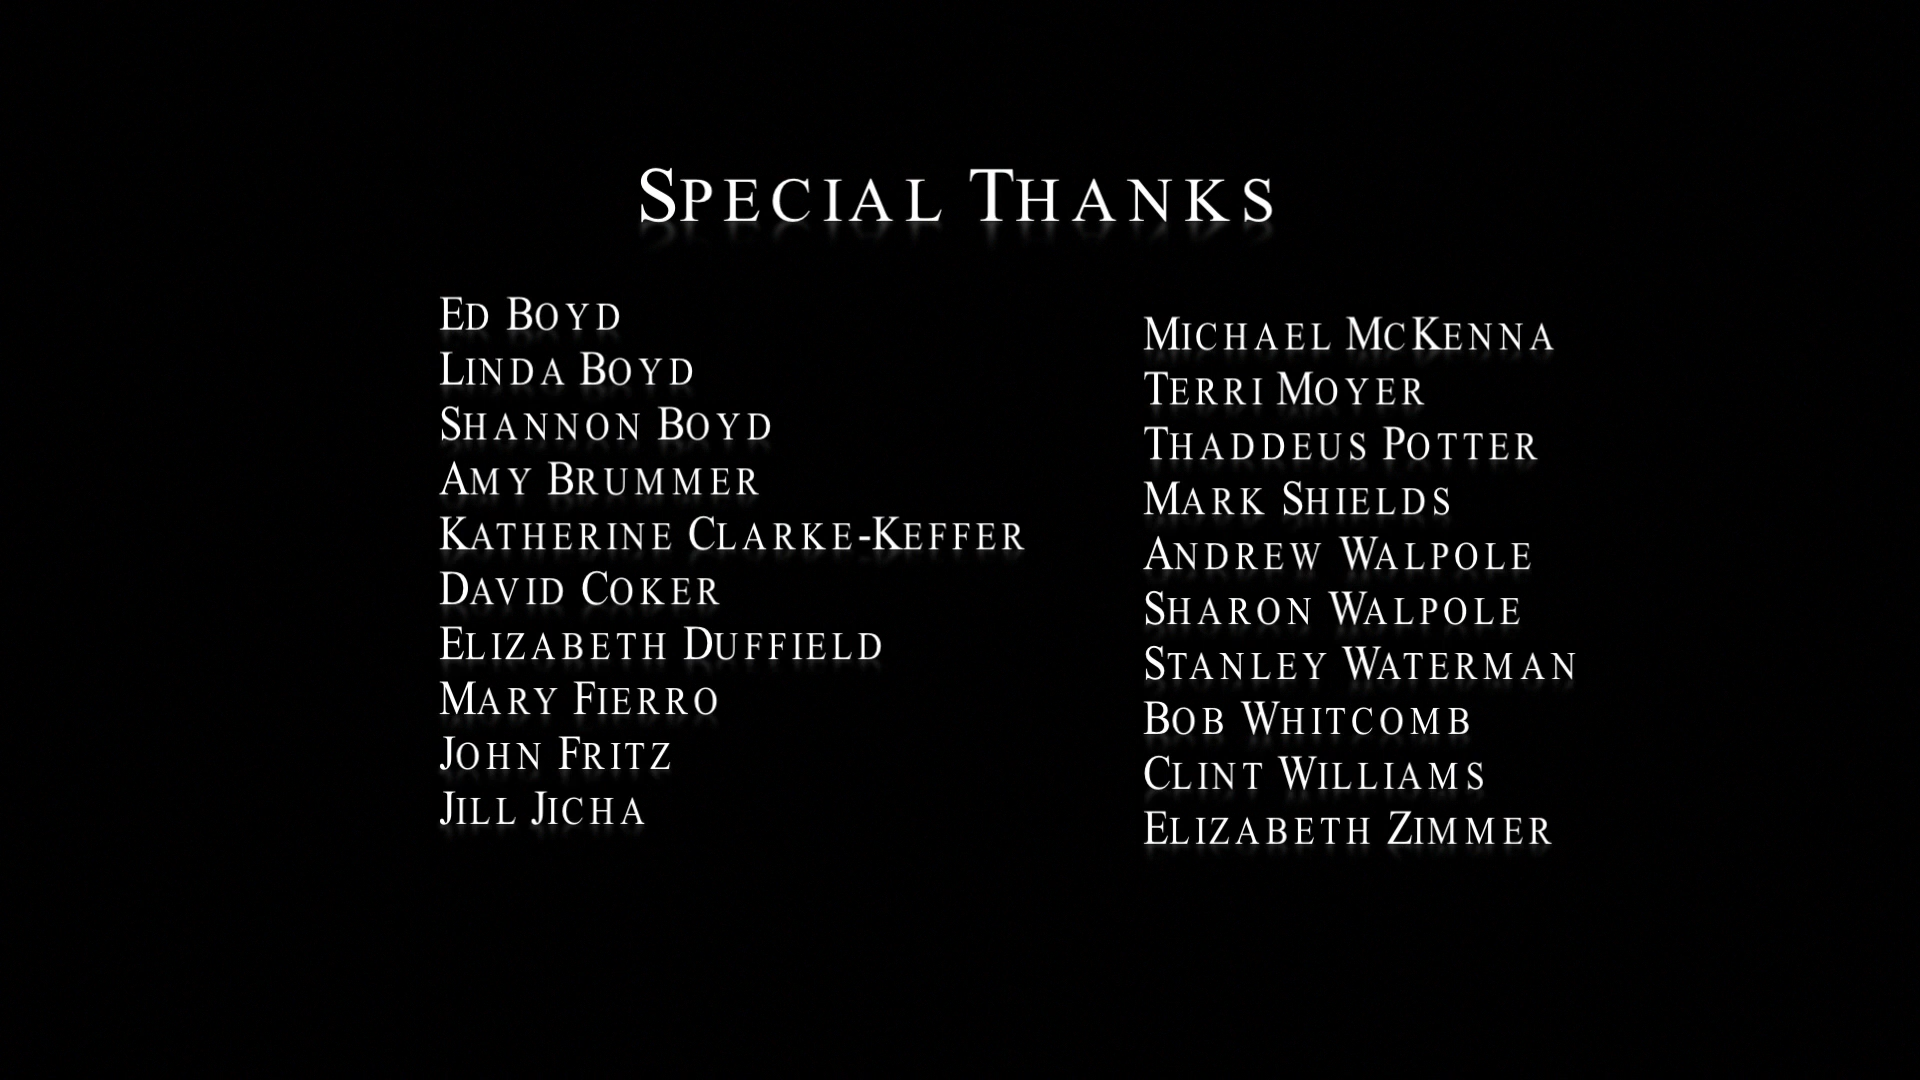 SPECIAL THANKS
ED BOYD
LINDA BOYD
SHANNON BOYD
AMY BRUMMER
KATHERINE CLARKE-KEFFER
DAVID COKER
ELIZABETH DUFFIELD
MARY FIERRO
JOHN FRITZ
JILL JICHA
MICHAEL MCKENNA
TERRI MOYER
THADDEUS POTTER
MARK SHIELDS
ANDREW WALPOLE
SHARON WALPOLE
STANLEY WATERMAN
BOB WHITCOMB
CLINT WILLIAMS
ELIZABETH ZIMMER